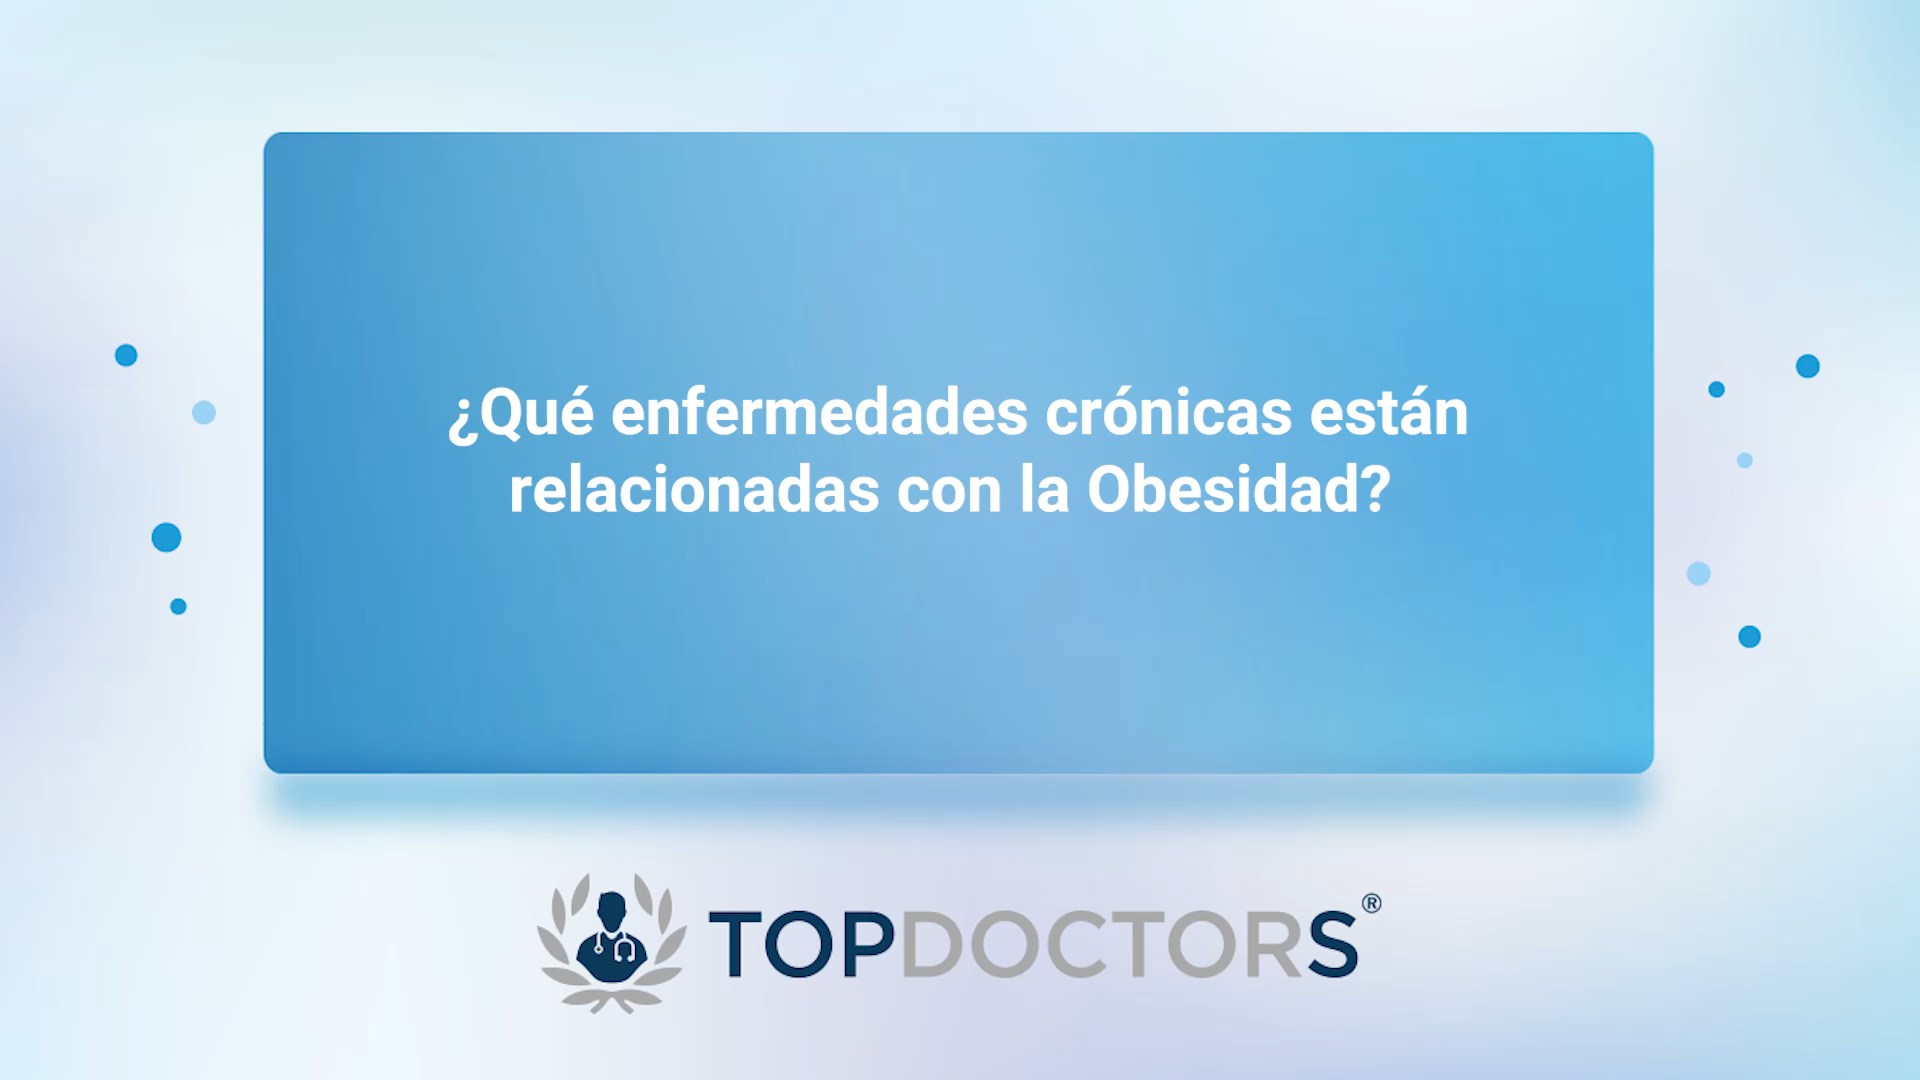 ¿Qué enfermedades crónicas están
relacionadas con la Obesidad?
TOPDOCTORS®